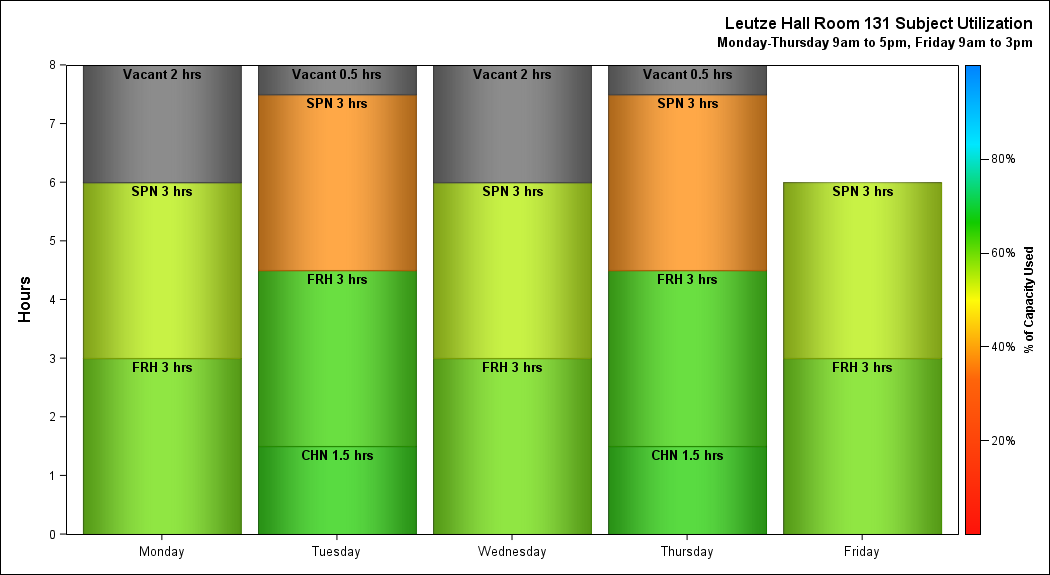 Leutze Hall Room 131 Subject Utilization
Monday-Thursday 9am to 5pm, Friday 9am to 3pm
Hours
8
7
6
5
4
3
2
1
0
Vacant 2 hrs
SPN 3 hrs
FRH 3 hrs
Vacant 0.5 hrs
SPN 3 hrs
FRH 3 hrs
CHN 1.5 hrs
Vacant 2 hrs
SPN 3 hrs
FRH 3 hrs
Vacant 0.5 hrs
SPN 3 hrs
FRH 3 hrs
CHN 1.5 hrs
SPN 3 hrs
FRH 3 hrs
Monday
Tuesday
Wednesday
Thursday
Friday
80%
60%
40%
20%
% of Capacity Used